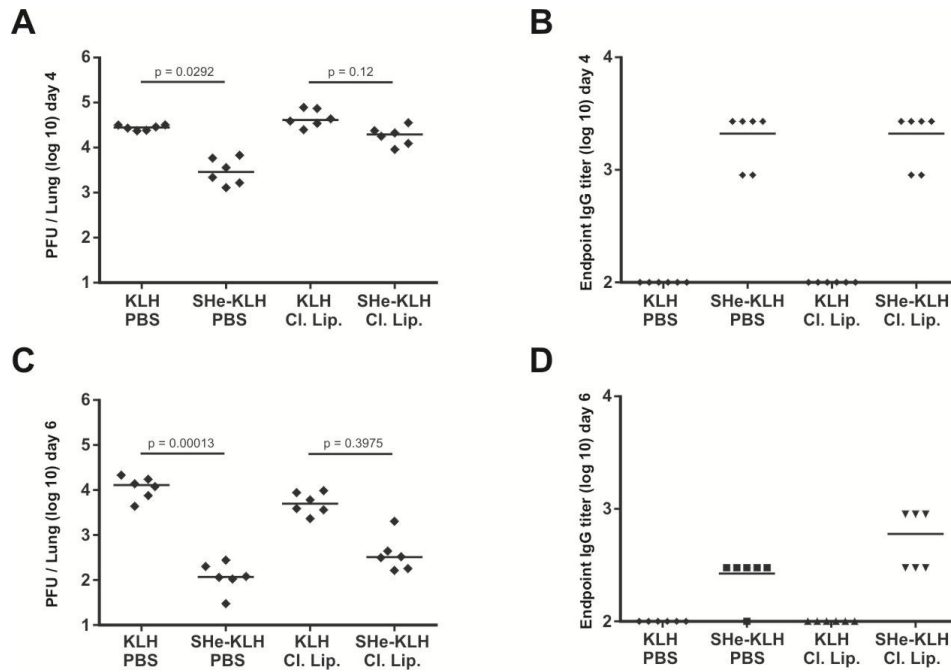 A
PFU / Lung (log 10) day 4
6
5
4
3
2
1
p = 0.0292
p = 0.12
KLH
PBS
SHe-KLH
PBS
KLH
Cl. Lip.
SHe-KLH
Cl. Lip.
B
Endpoint IgG titer (log 10) day 4
4
3
2
KLH
PBS
SHe-KLH
PBS
KLH
Cl. Lip.
SHe-KLH
Cl. Lip.
C
PFU / Lung (log 10) day 6
6
5
4
3
2
1
p = 0.00013
p = 0.3975
KLH
PBS
SHe-KLH
PBS
KLH
Cl. Lip.
SHe-KLH
Cl. Lip.
D
Endpoint IgG titer (log 10) day 6
4
3
2
KLH
PBS
SHe-KLH
PBS
KLH
Cl. Lip.
SHe-KLH
Cl. Lip.